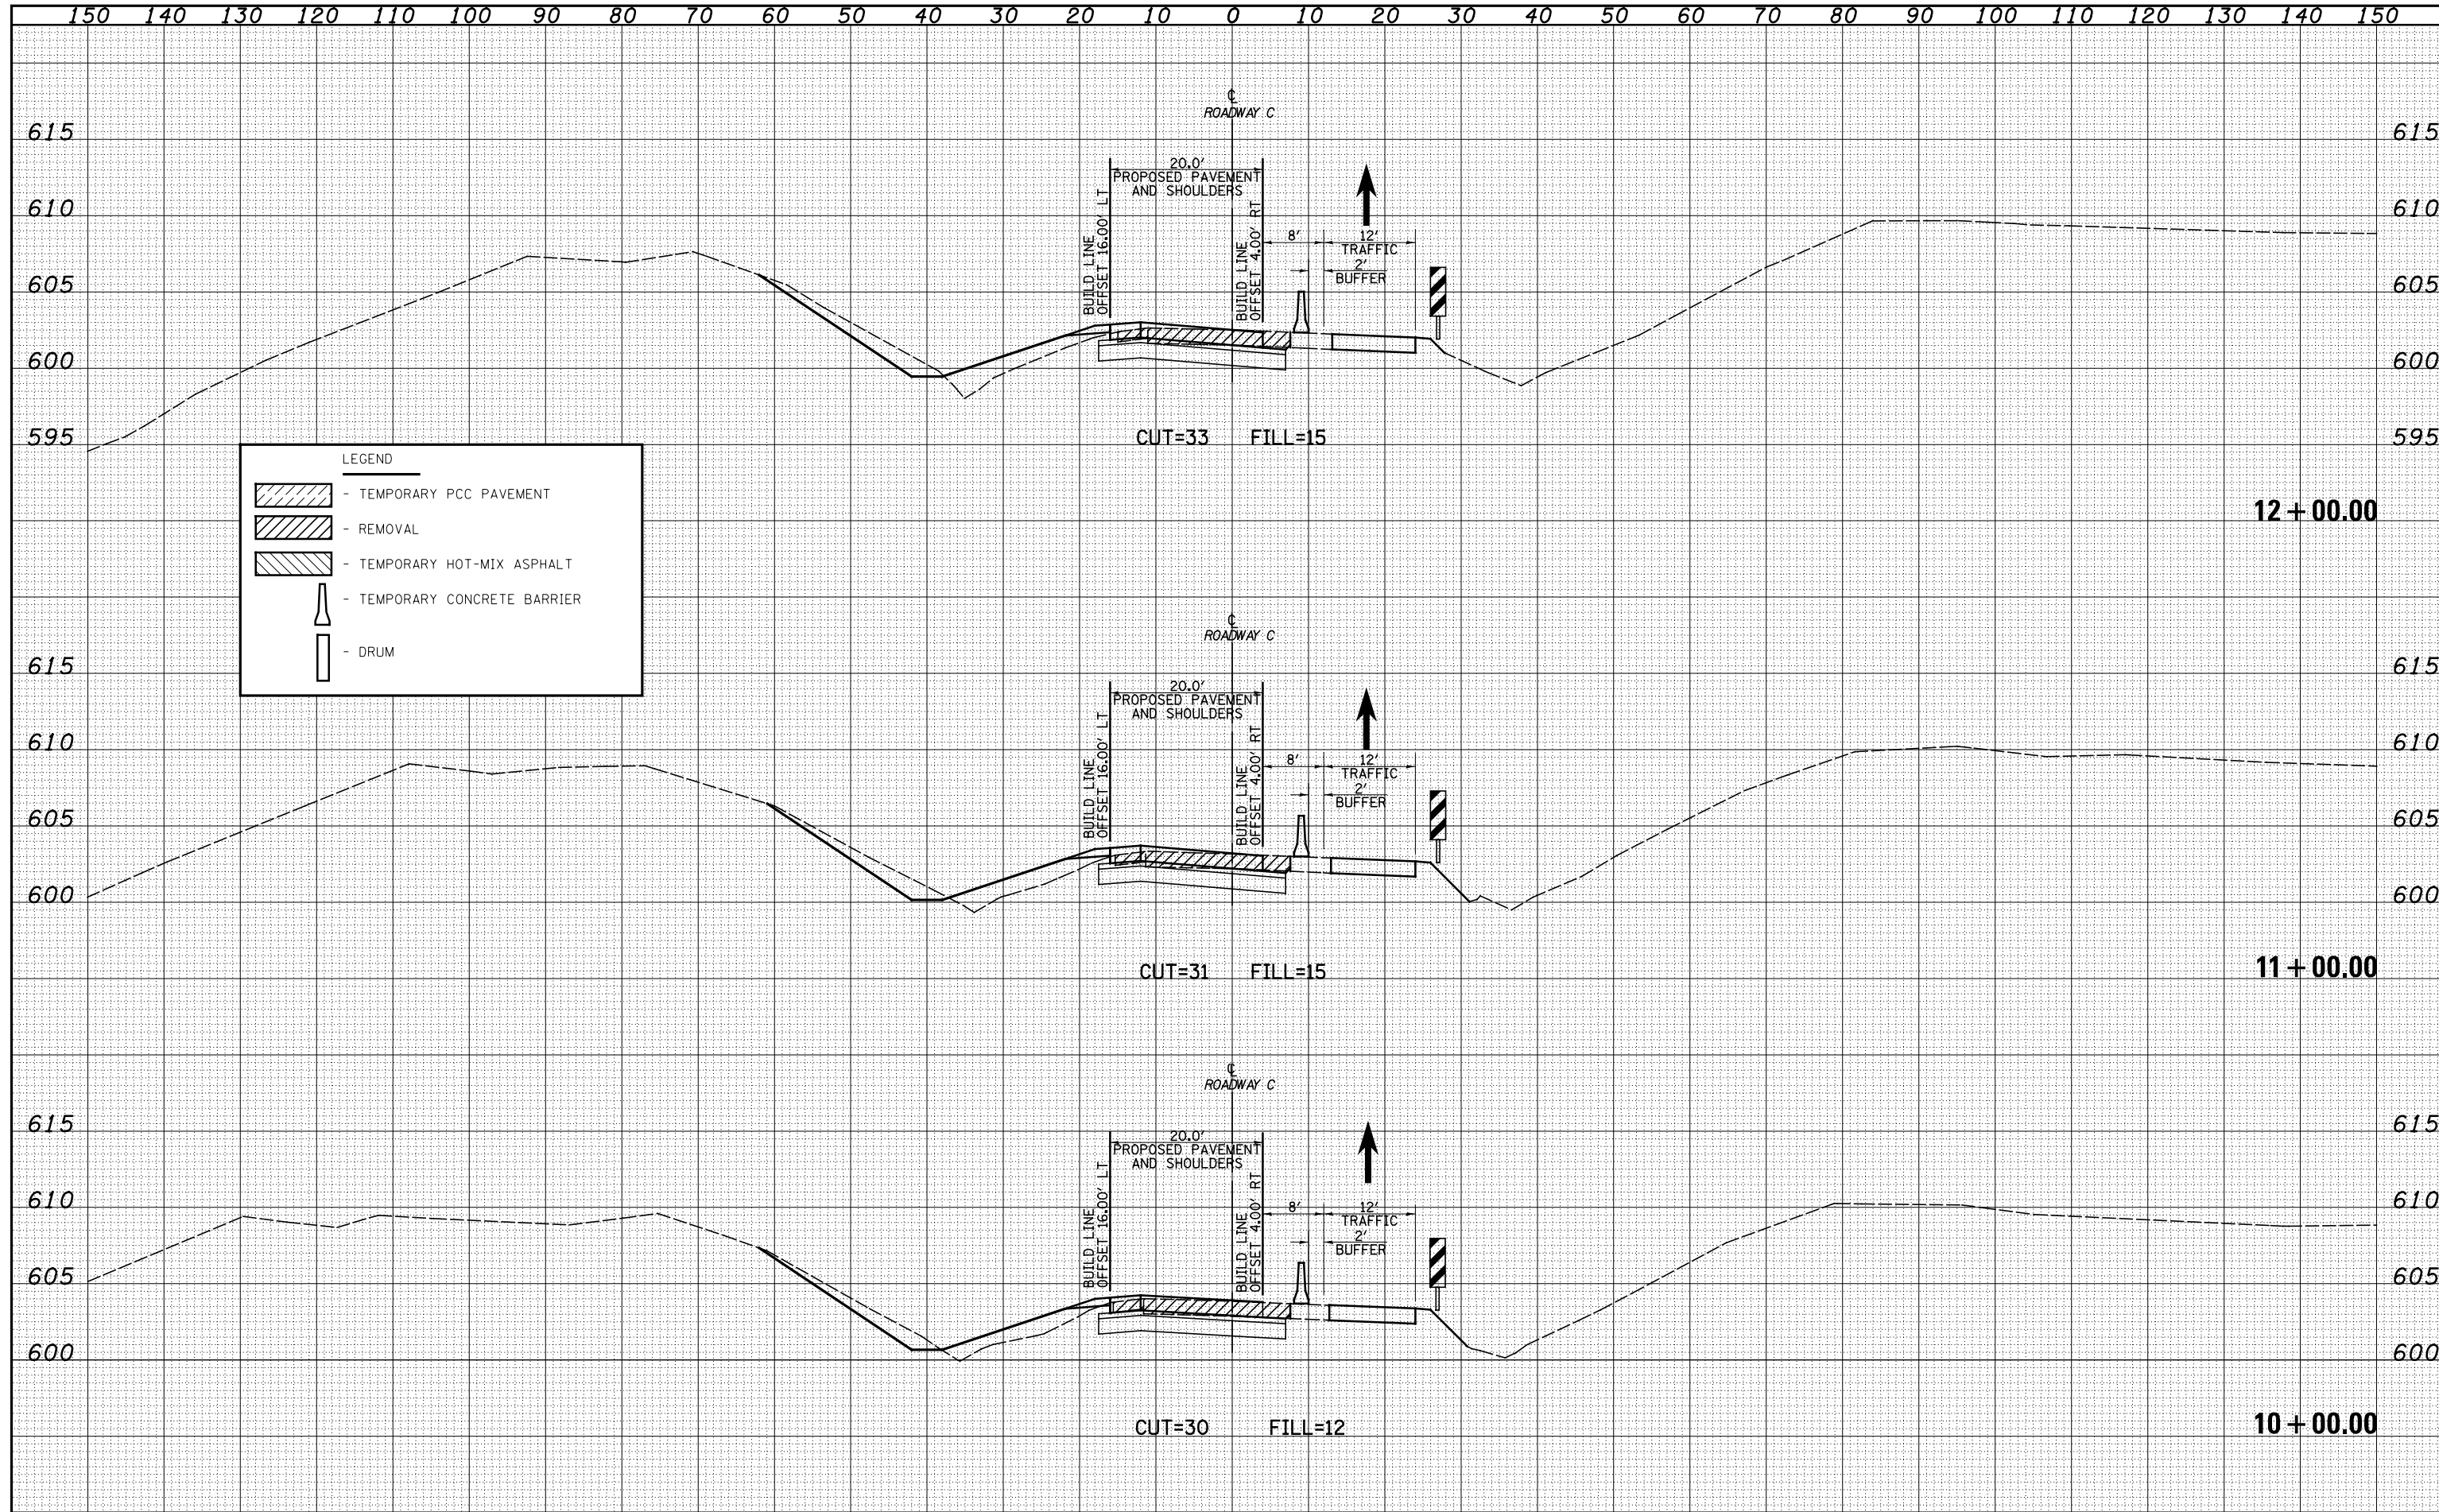 150 140 130 120 110 100 90 80 70 60 50 40 30 20 10 0 10 20 30 40 50 60 70 80 90 100 110 120 130 140 150
℄
ROADWAY C
615 615
20.0'
PROPOSED PAVEMENT
AND SHOULDERS
BUILD LINE
OFFSET 16.00' LT
BUILD LINE
OFFSET 4.00' RT
610 610
8' 12'
TRAFFIC
2'
BUFFER
605 605
600 600
595 CUT=33 FILL=15 595
LEGEND
- TEMPORARY PCC PAVEMENT
- REMOVAL
- TEMPORARY HOT-MIX ASPHALT
- TEMPORARY CONCRETE BARRIER
- DRUM
12+00.00
℄
ROADWAY C
615 615
20.0'
PROPOSED PAVEMENT
AND SHOULDERS
BUILD LINE
OFFSET 16.00' LT
BUILD LINE
OFFSET 4.00' RT
610 610
8' 12'
TRAFFIC
2'
BUFFER
605 605
600 600
CUT=31 FILL=15
11+00.00
℄
ROADWAY C
615 615
20.0'
PROPOSED PAVEMENT
AND SHOULDERS
BUILD LINE
OFFSET 16.00' LT
BUILD LINE
OFFSET 4.00' RT
610 610
8' 12'
TRAFFIC
2'
BUFFER
605 605
600 600
CUT=30 FILL=12
10+00.00